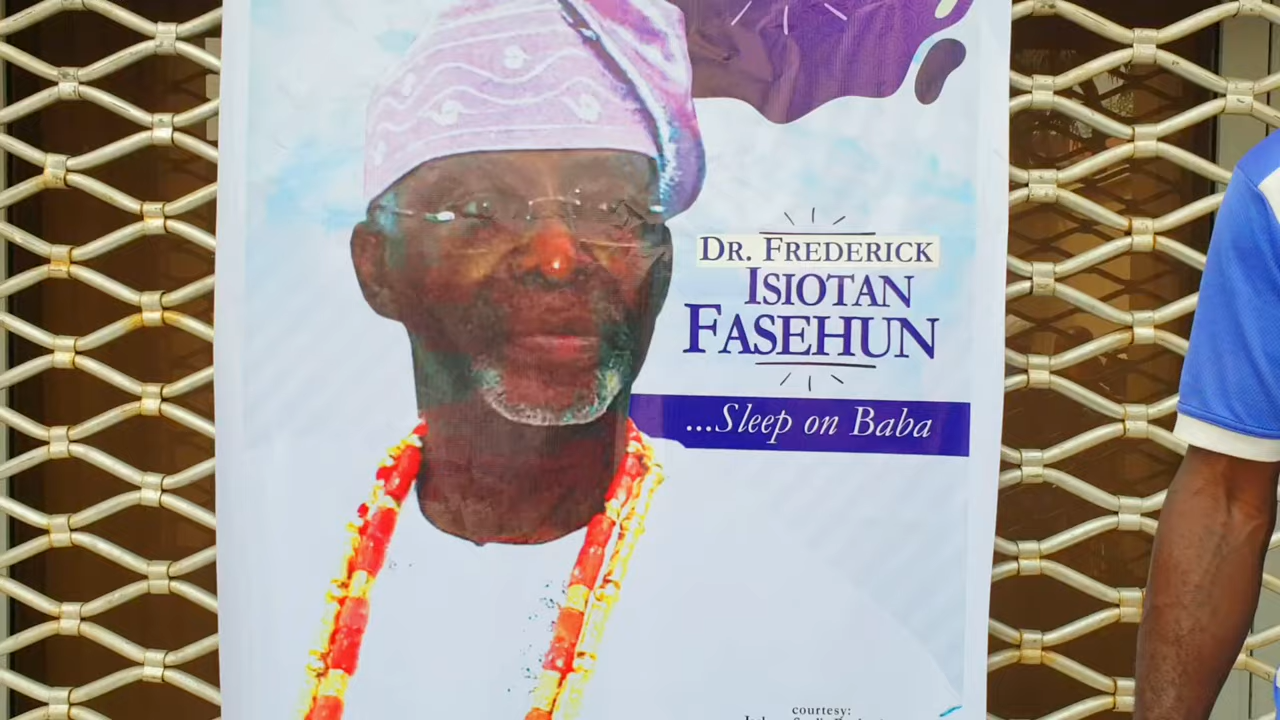 DR. FREDERICK
ISIOTAN
FASEHUN
...Sleep on Baba
courtesy: